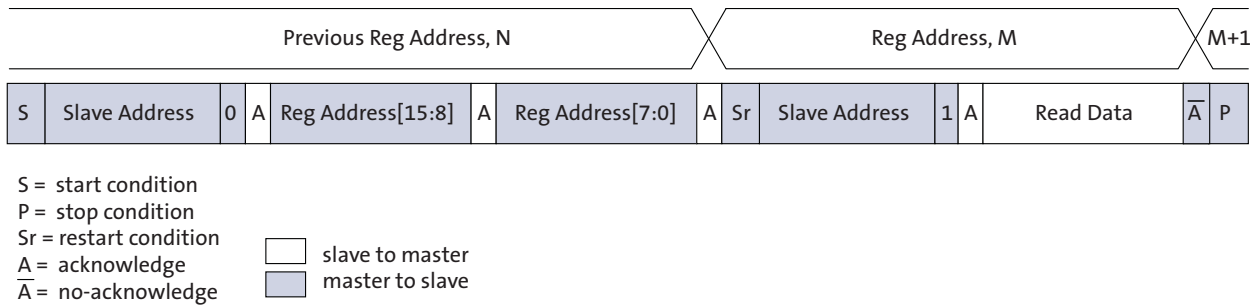 Previous Reg Address, N Reg Address, M M+1
S Slave Address 0 A Reg Address[15:8] A Reg Address[7:0] A Sr Slave Address 1 A Read Data A̅ P
S = start condition
P = stop condition
Sr = restart condition
A = acknowledge
A̅ = no-acknowledge
slave to master
master to slave